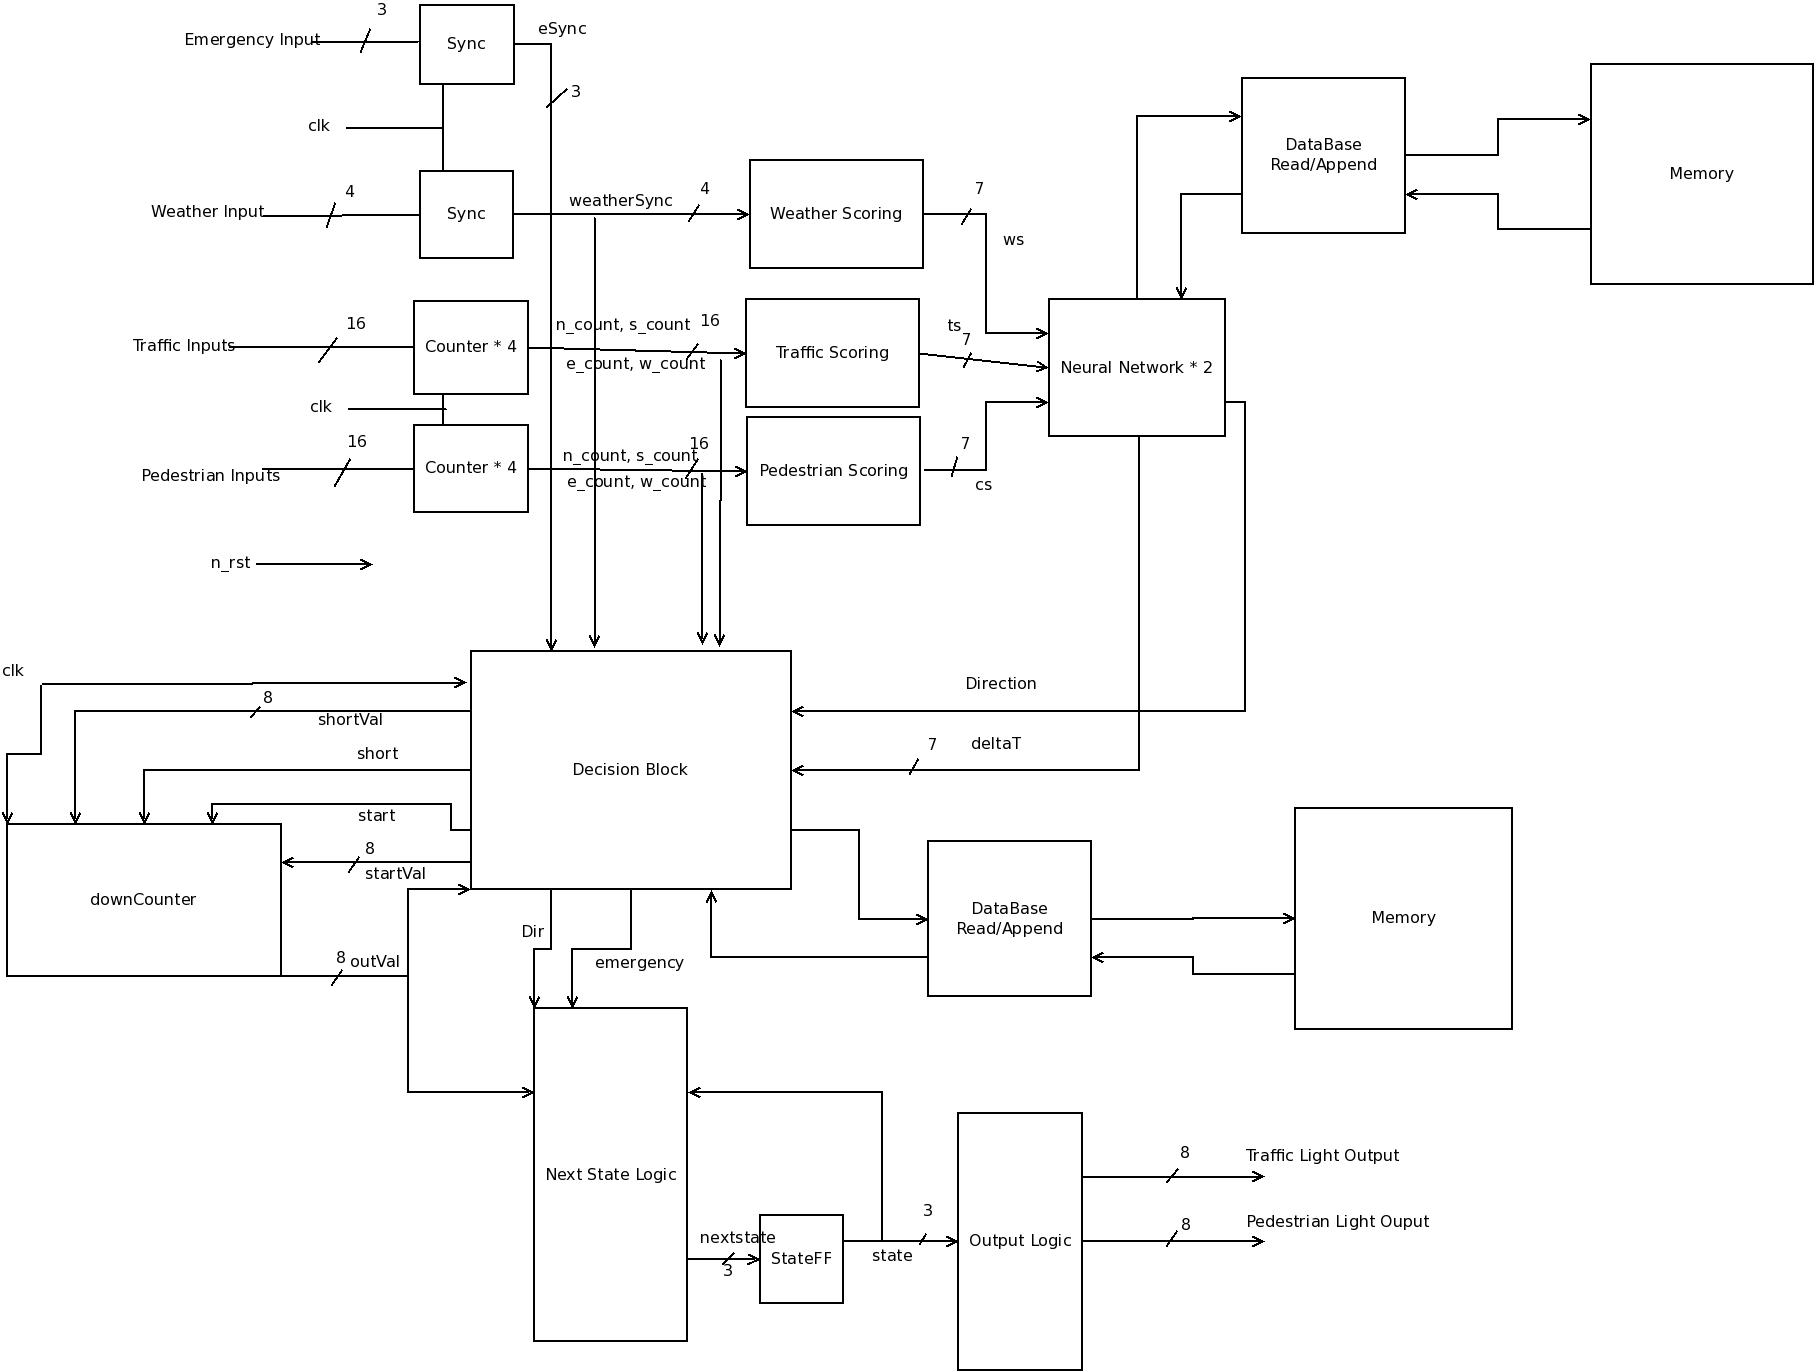 3
Emergency Input
Sync
eSync
3
clk
4
Weather Input
Sync
weatherSync
4
Weather Scoring
7
ws
DataBase
Read/Append
Memory
16
Traffic Inputs
Counter * 4
n_count, s_count
16
e_count, w_count
Traffic Scoring
ts
7
Neural Network * 2
clk
16
Pedestrian Inputs
Counter * 4
n_count, s_count
16
e_count, w_count
Pedestrian Scoring
7
cs
n_rst
clk
8
shortVal
short
start
8
startVal
downCounter
8
outVal
Decision Block
Direction
7
deltaT
DataBase
Read/Append
Memory
Dir
emergency
Next State Logic
nextstate
3
StateFF
state
3
Output Logic
8
Traffic Light Output
8
Pedestrian Light Ouput